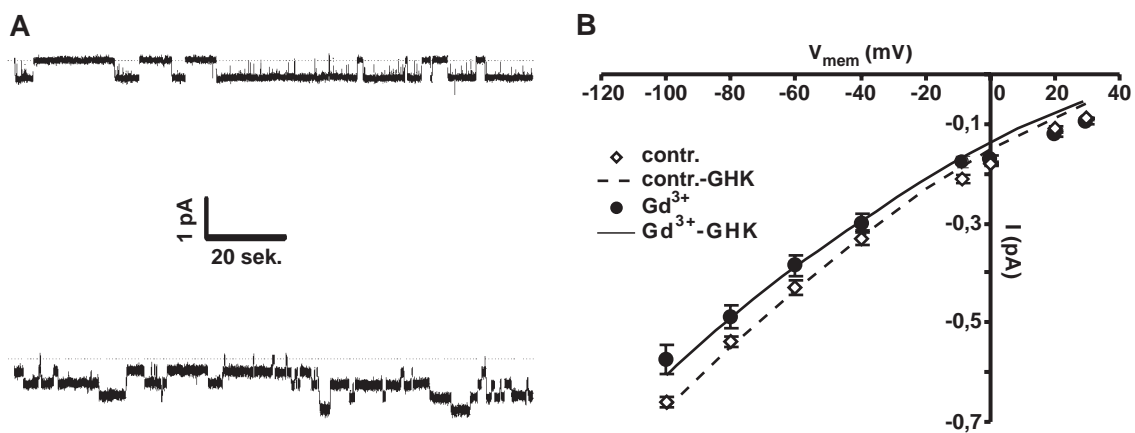 A
1 pA
20 sek.
B
V_mem (mV)
-120 -100 -80 -60 -40 -20 0 20 40
-0,1
-0,3
-0,5
-0,7
I (pA)
contr.
contr.-GHK
Gd³⁺
Gd³⁺-GHK